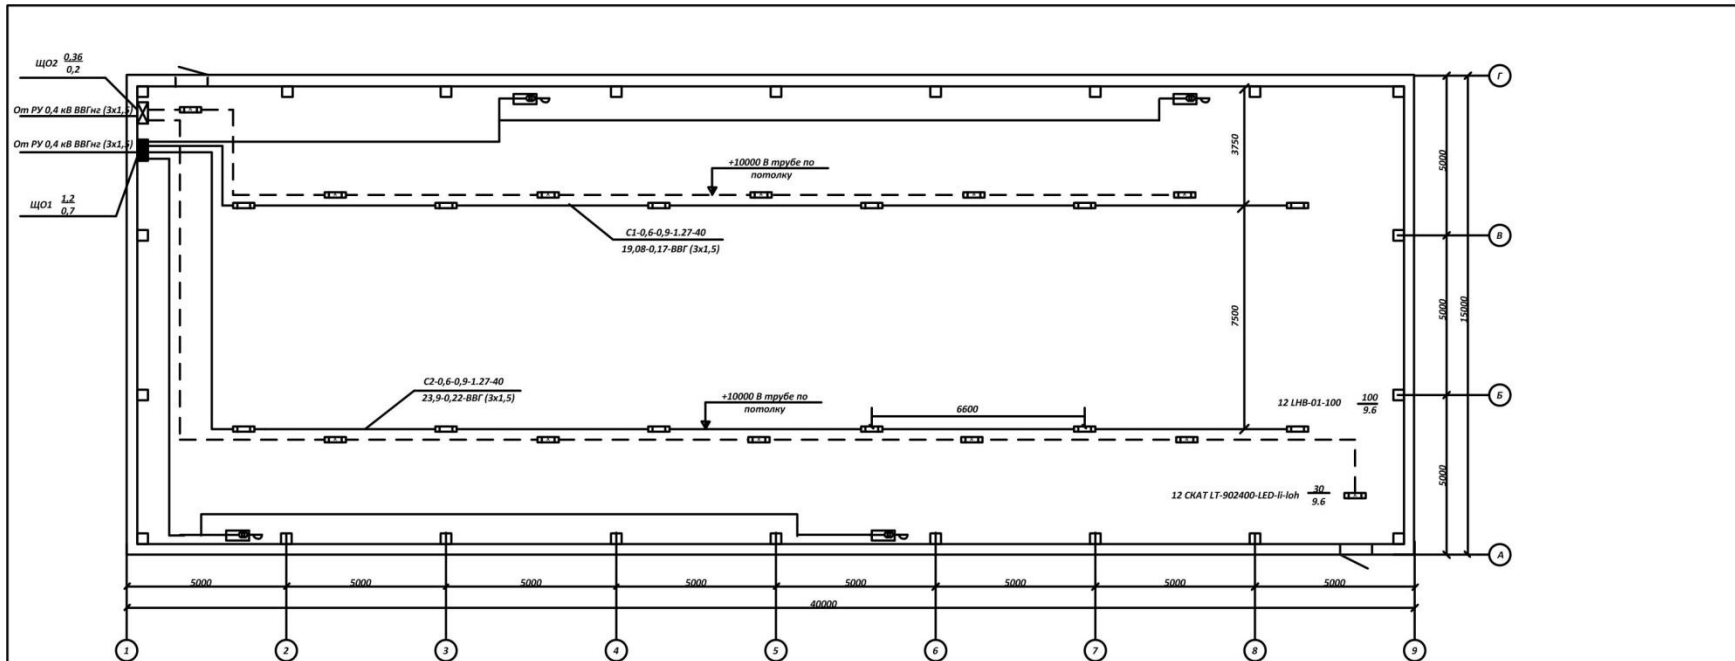 ЩО2 0,36
0,2
От РУ 0,4 кВ ВВГнг (3х1,5)
От РУ 0,4 кВ ВВГнг (3х1,5)
ЩО1 1,2
0,7
+10000 В трубе по
потолку
С1-0,6-0,9-1.27-40
19,08-0,17-ВВГ (3х1,5)
3750
7500
5000
5000
5000
15000
Г
В
Б
А
С2-0,6-0,9-1.27-40
23,9-0,22-ВВГ (3х1,5)
+10000 В трубе по
потолку
6600
12 LHB-01-100 100
9.6
12 СКАТ LT-902400-LED-li-loh 30
9.6
5000 5000 5000 5000 5000 5000 5000 5000
40000
1 2 3 4 5 6 7 8 9